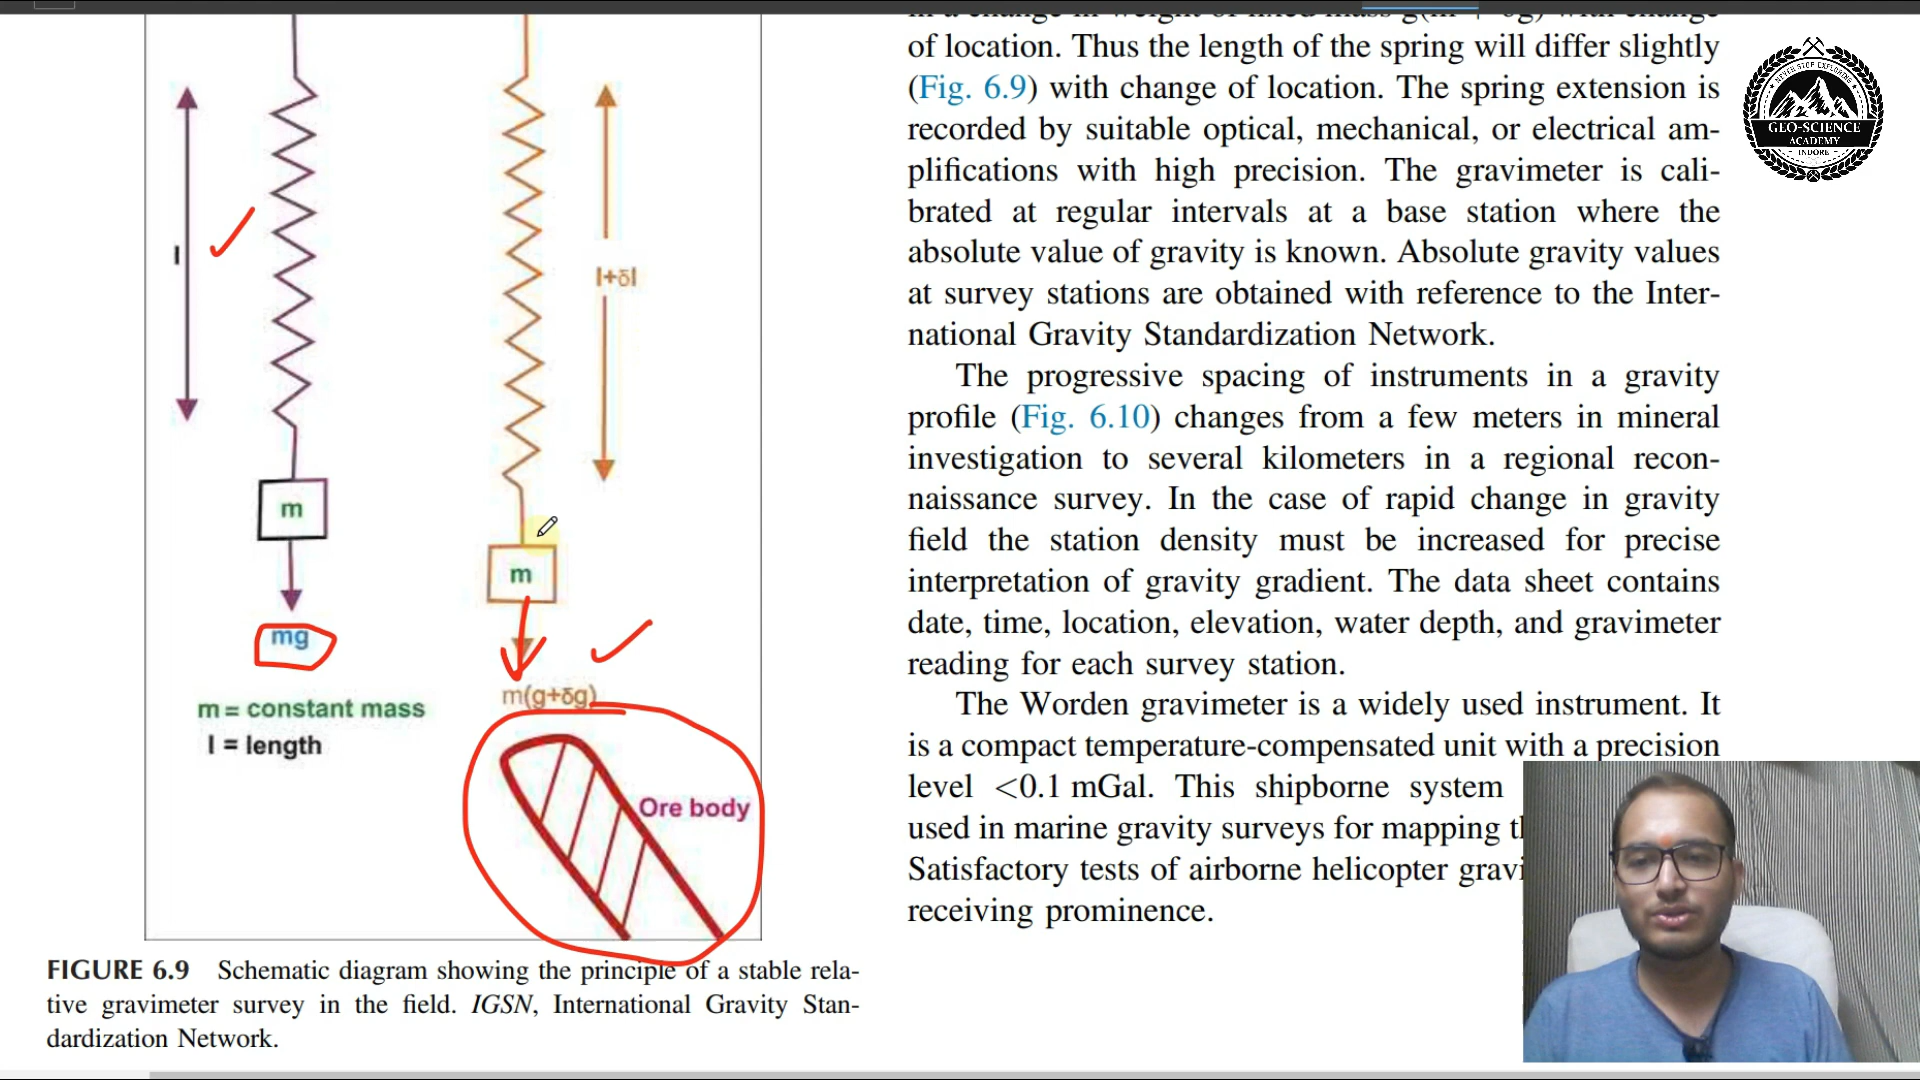 l
l+δl
m
m
mg
m(g+δg)
m = constant mass
l = length
Ore body
FIGURE 6.9 Schematic diagram showing the principle of a stable rela-
tive gravimeter survey in the field. IGSN, International Gravity Stan-
dardization Network.
of location. Thus the length of the spring will differ slightly
(Fig. 6.9) with change of location. The spring extension is
recorded by suitable optical, mechanical, or electrical am-
plifications with high precision. The gravimeter is cali-
brated at regular intervals at a base station where the
absolute value of gravity is known. Absolute gravity values
at survey stations are obtained with reference to the Inter-
national Gravity Standardization Network.
The progressive spacing of instruments in a gravity
profile (Fig. 6.10) changes from a few meters in mineral
investigation to several kilometers in a regional recon-
naissance survey. In the case of rapid change in gravity
field the station density must be increased for precise
interpretation of gravity gradient. The data sheet contains
date, time, location, elevation, water depth, and gravimeter
reading for each survey station.
The Worden gravimeter is a widely used instrument. It
is a compact temperature-compensated unit with a precision
level <0.1 mGal. This shipborne system
used in marine gravity surveys for mapping
Satisfactory tests of airborne helicopter
receiving prominence.
NEVER STOP EXPLORING
GEO-SCIENCE
ACADEMY
INDORE